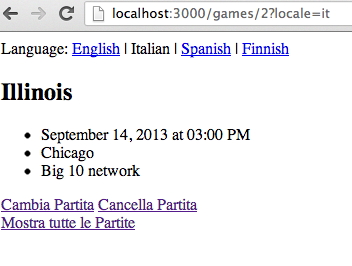 localhost:3000/games/2?locale=it
Language: English | Italian | Spanish | Finnish
Illinois
September 14, 2013 at 03:00 PM
Chicago
Big 10 network
Cambia Partita Cancella Partita
Mostra tutte le Partite